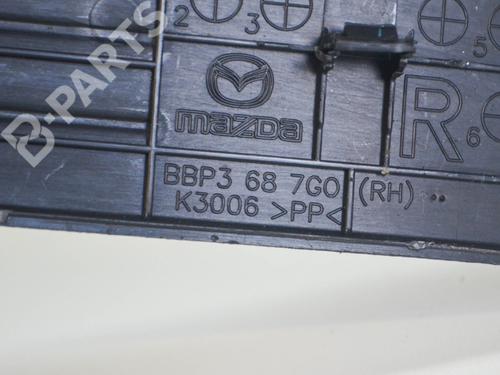 B-PARTS
2
3
5
mazda
R
6
BBP3 68 7G0 (RH)
K3006 >PP<